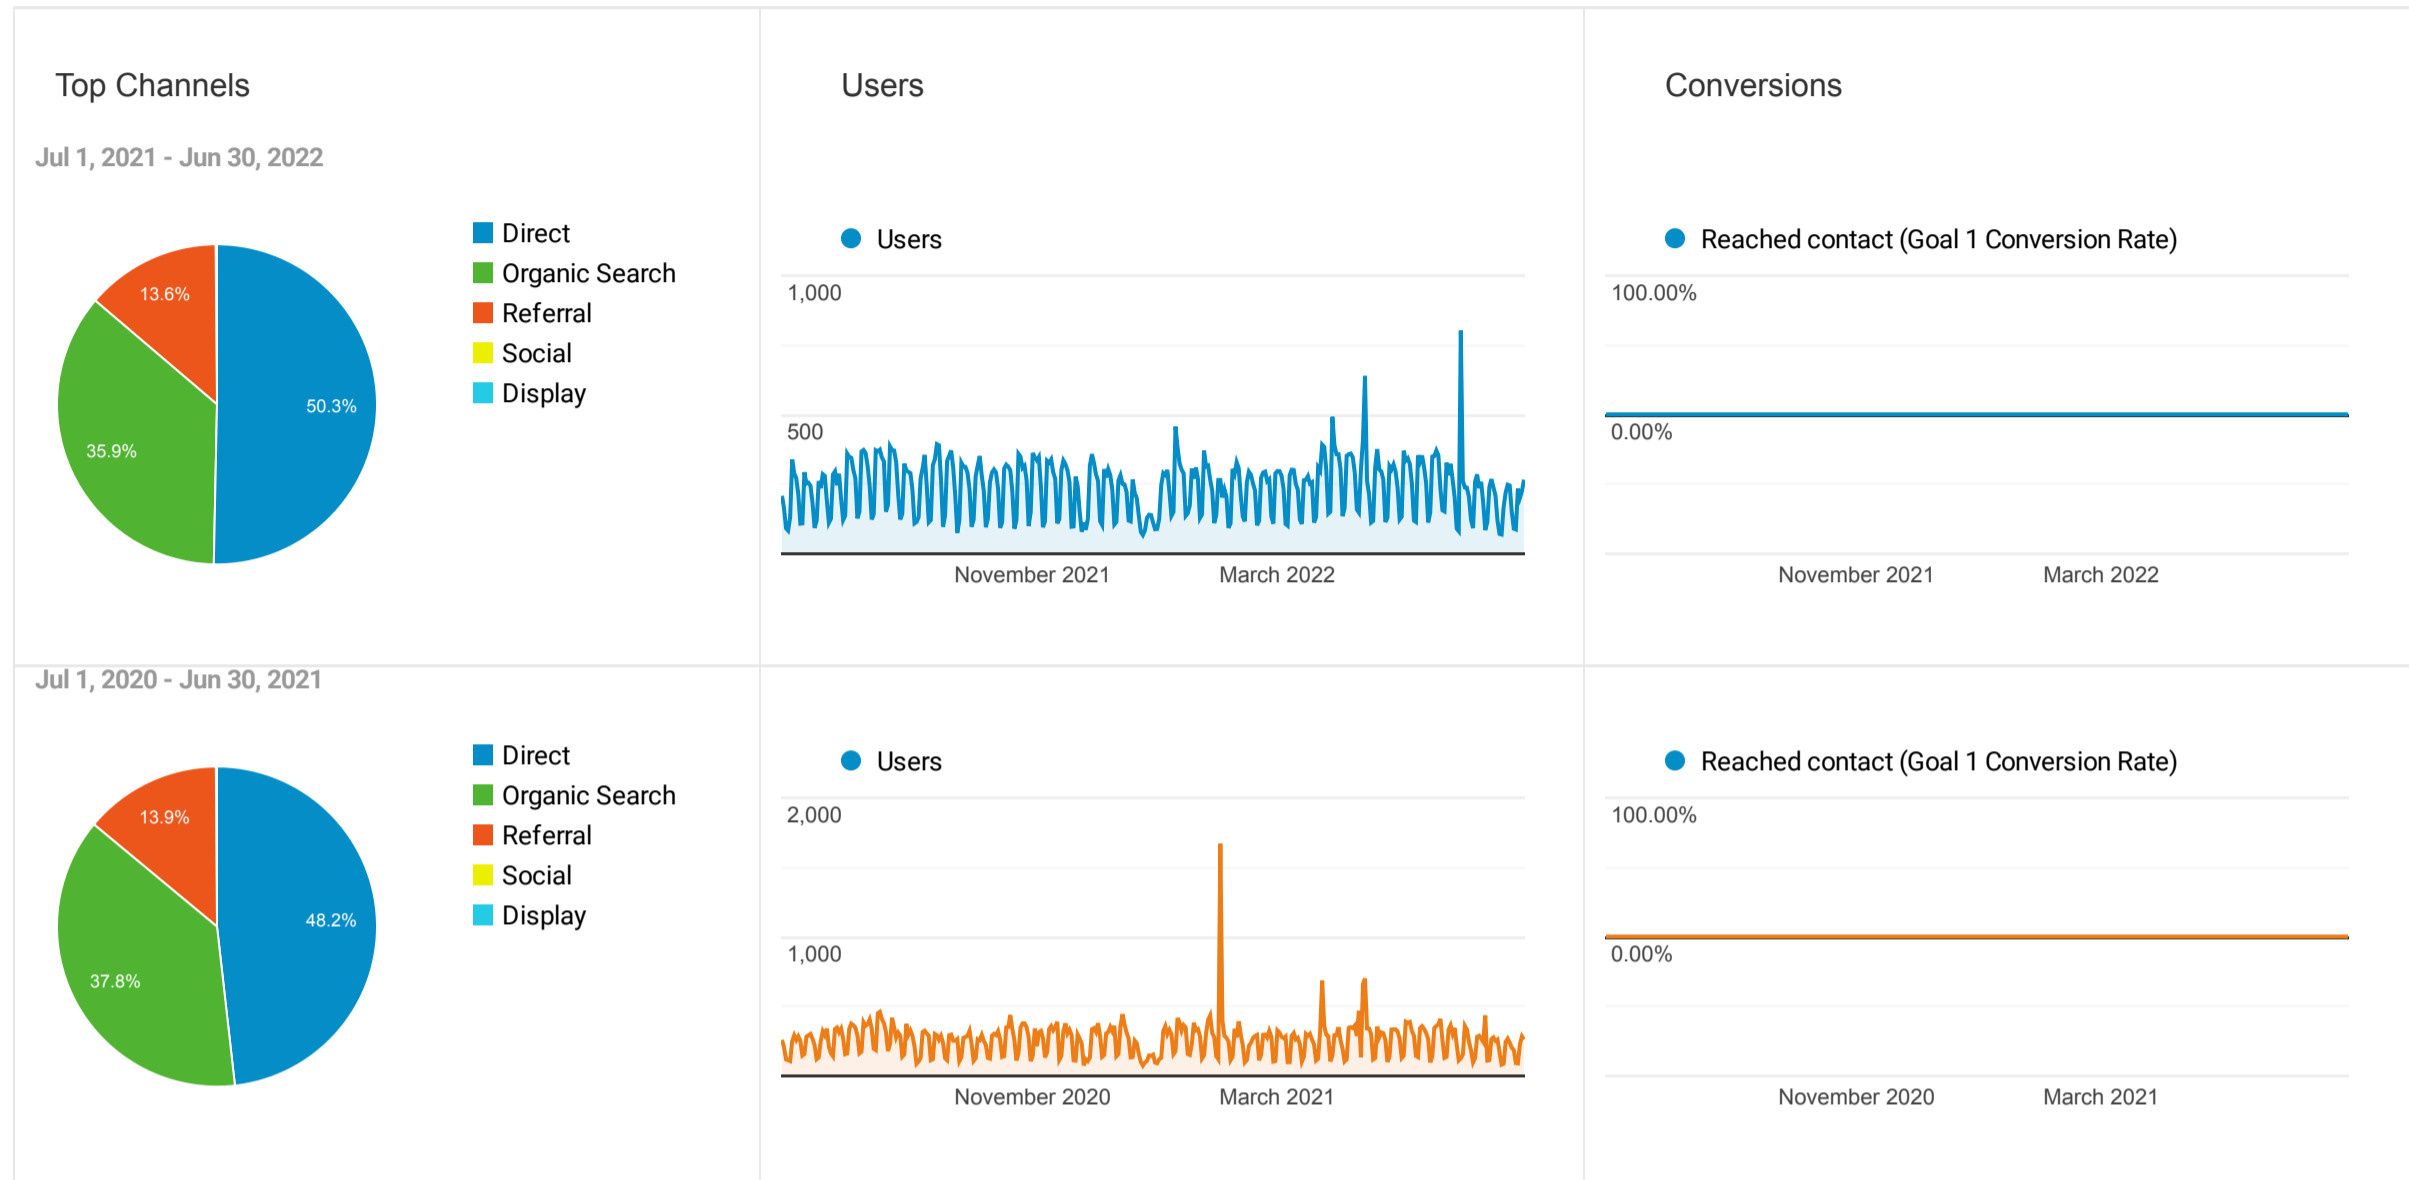 Top Channels
Users
Conversions
Jul 1, 2021 - Jun 30, 2022
Direct
Organic Search
Referral
Social
Display
13.6%
50.3%
35.9%
Users
1,000
500
November 2021
March 2022
Reached contact (Goal 1 Conversion Rate)
100.00%
0.00%
November 2021
March 2022
Jul 1, 2020 - Jun 30, 2021
Direct
Organic Search
Referral
Social
Display
13.9%
48.2%
37.8%
Users
2,000
1,000
November 2020
March 2021
Reached contact (Goal 1 Conversion Rate)
100.00%
0.00%
November 2020
March 2021